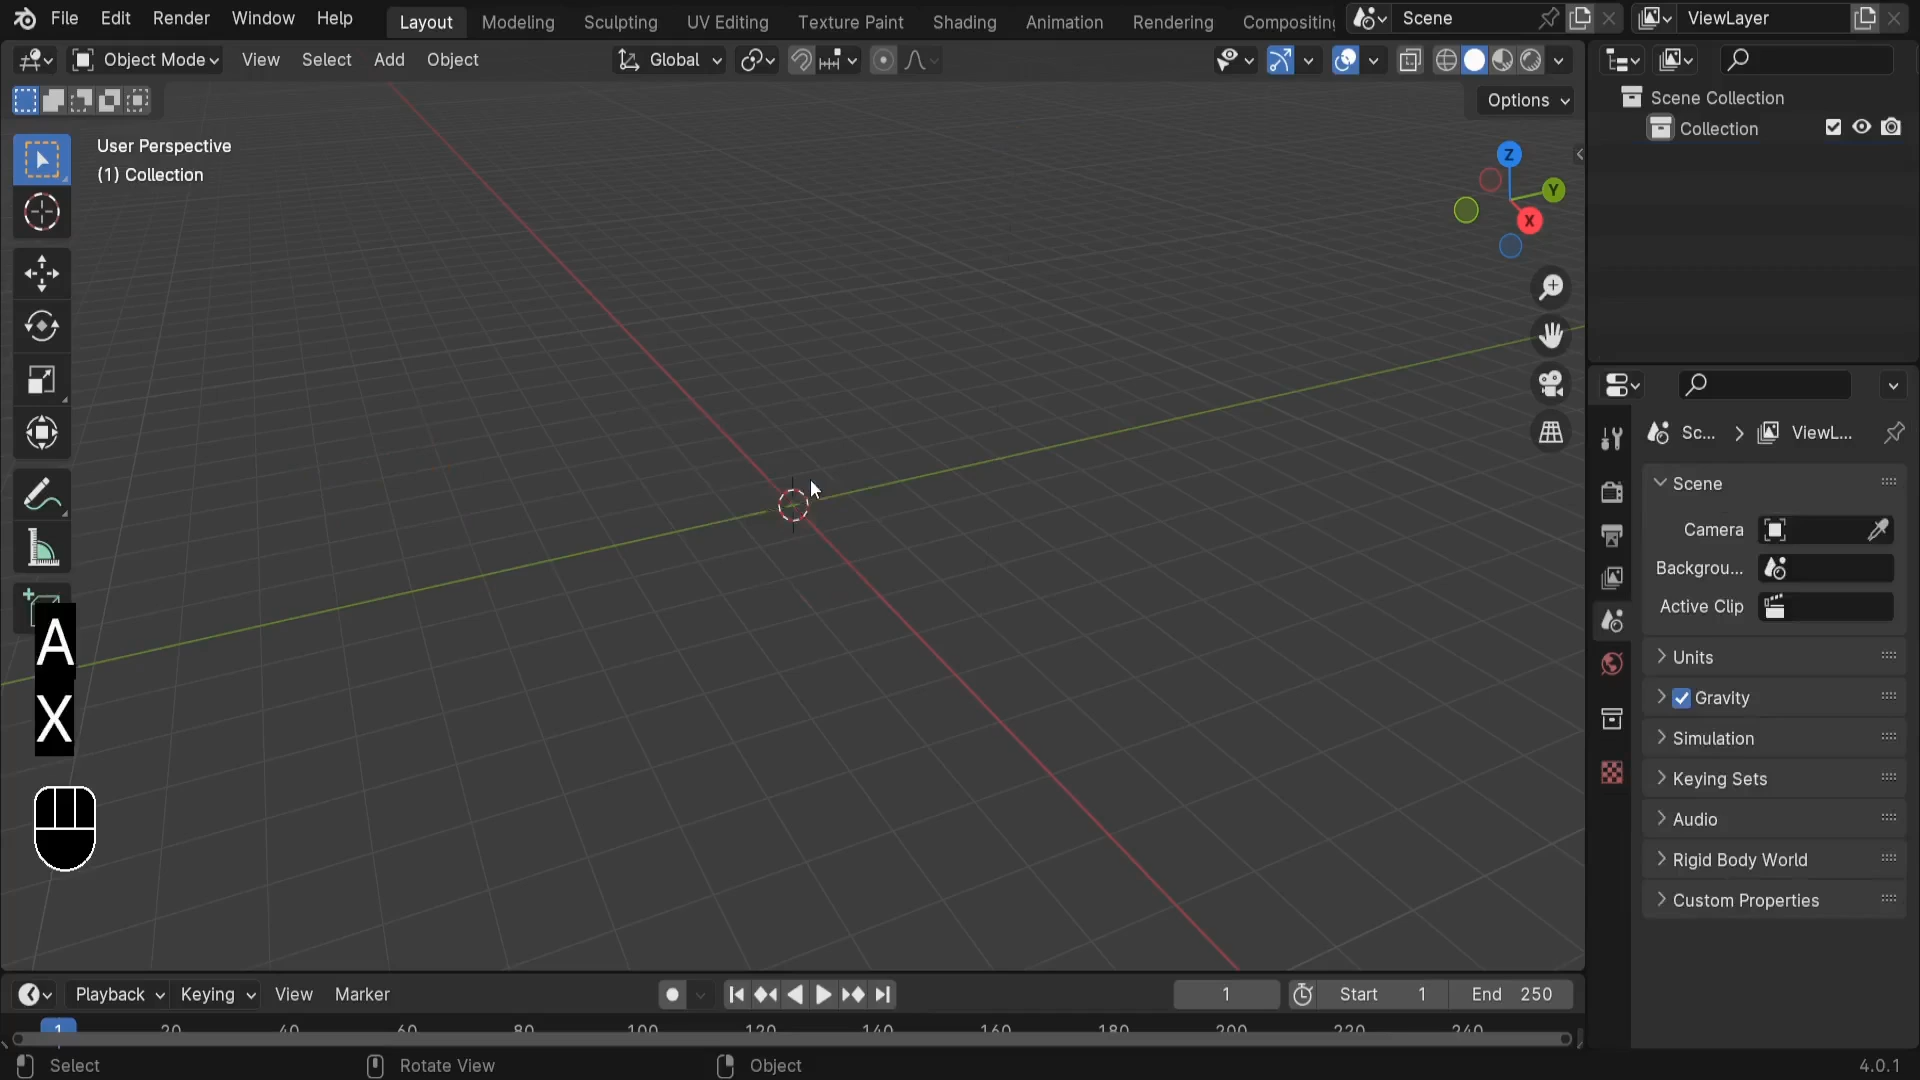 File Edit Render Window Help Layout Modeling Sculpting UV Editing Texture Paint Shading Animation Rendering Compositing Scene ViewLayer
Object Mode View Select Add Object Global
Options
User Perspective
(1) Collection
Z
Y
X
Scene Collection
Collection
Sc... ViewL...
Scene
Camera
Backgrou...
Active Clip
Units
Gravity
Simulation
Keying Sets
Audio
Rigid Body World
Custom Properties
A
X
Playback Keying View Marker 1 Start 1 End 250
1 20 40 60 80 100 120 140 160 180 200 220 240
Select Rotate View Object 4.0.1